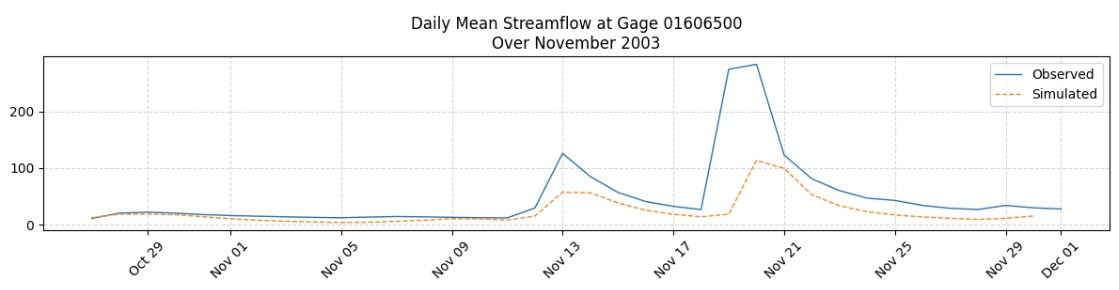 Daily Mean Streamflow at Gage 01606500
Over November 2003
Observed
Simulated
200
100
0
Oct 29
Nov 01
Nov 05
Nov 09
Nov 13
Nov 17
Nov 21
Nov 25
Nov 29
Dec 01